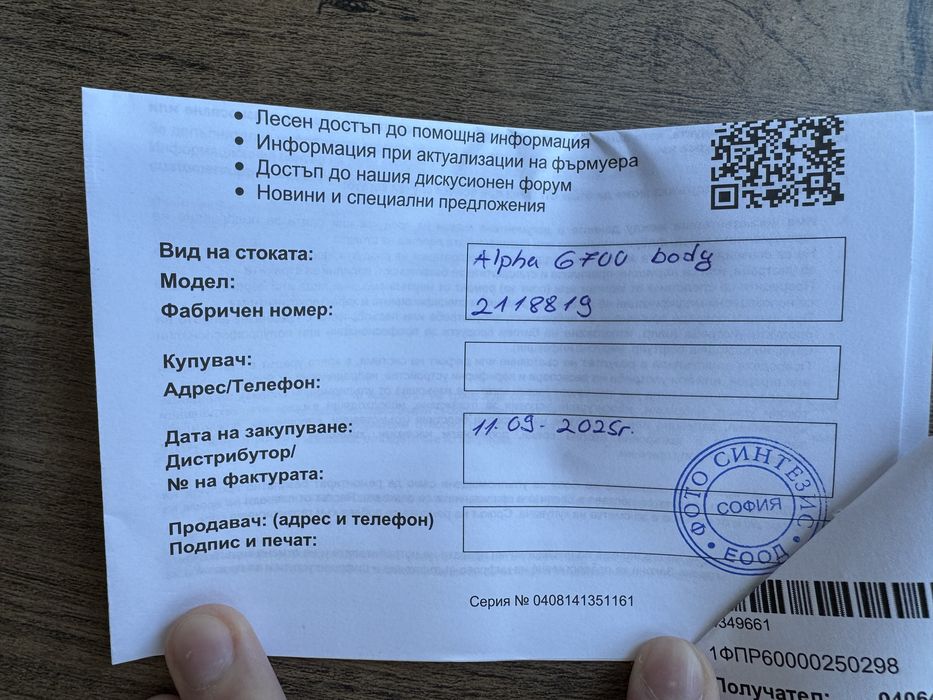 • Лесен достъп до помощна информация
• Информация при актуализации на фърмуера
• Достъп до нашия дискусионен форум
• Новини и специални предложения
Вид на стоката: Alpha 6700 body
Модел:
Фабричен номер: 2118819
Купувач:
Адрес/Телефон:
Дата на закупуване: 11.09.2025г.
Дистрибутор/
№ на фактурата:
ФОТО СИНТЕЗИС
СОФИЯ
• ЕООД •
Продавач: (адрес и телефон)
Подпис и печат:
Серия № 0408141351161
349661
1ФПР60000250298
Получател: 0406